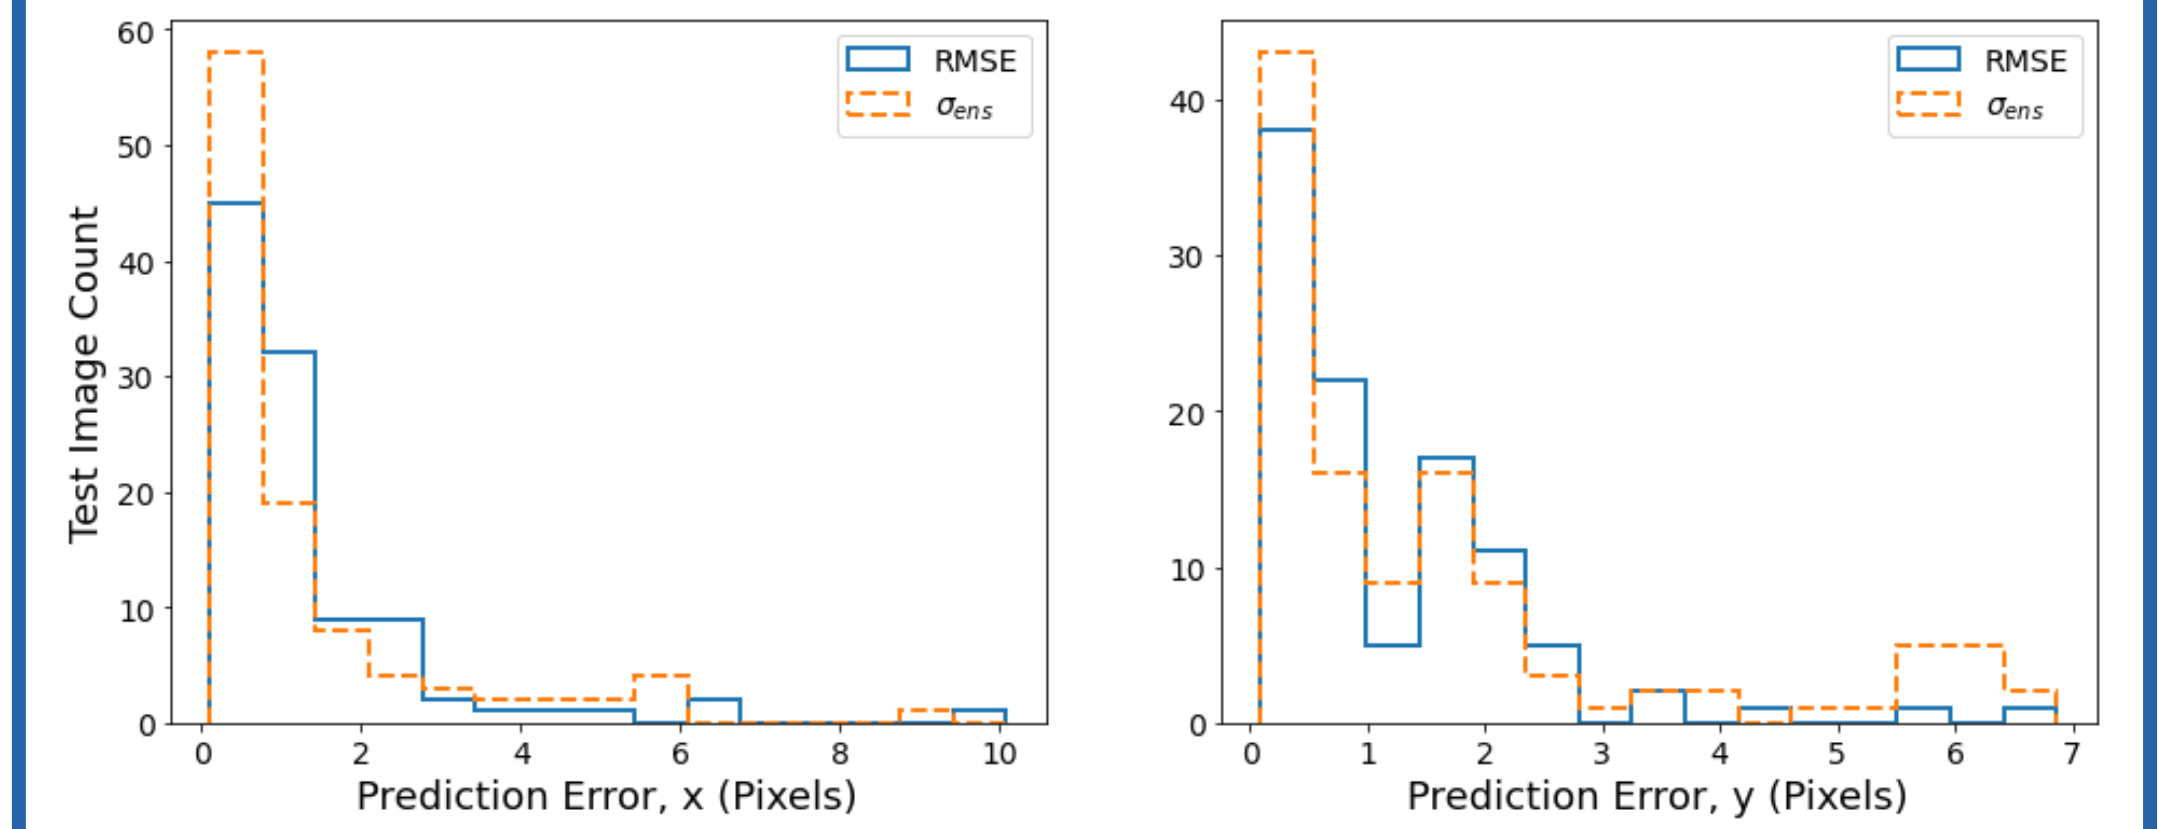 60
50
40
30
20
10
0
Test Image Count
0 2 4 6 8 10
Prediction Error, x (Pixels)
RMSE
σens
40
30
20
10
0
0 1 2 3 4 5 6 7
Prediction Error, y (Pixels)
RMSE
σens